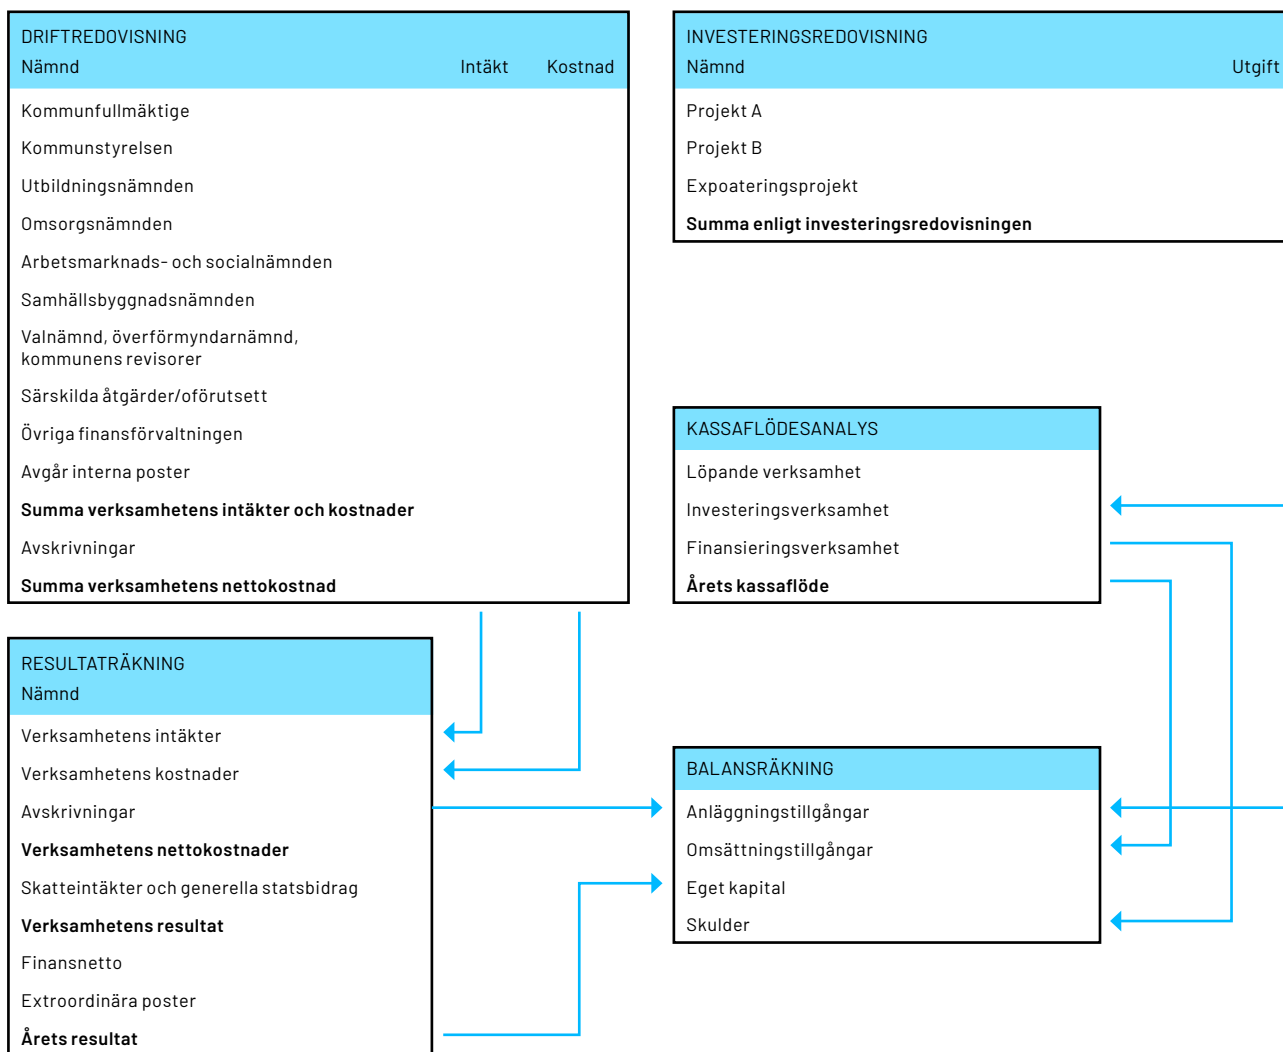 DRIFTREDOVISNING
Nämnd Intäkt Kostnad
Kommunfullmäktige
Kommunstyrelsen
Utbildningsnämnden
Omsorgsnämnden
Arbetsmarknads- och socialnämnden
Samhällsbyggnadsnämnden
Valnämnd, överförmyndarnämnd,
kommunens revisorer
Särskilda åtgärder/oförutsett
Övriga finansförvaltningen
Avgår interna poster
Summa verksamhetens intäkter och kostnader
Avskrivningar
Summa verksamhetens nettokostnad
INVESTERINGSREDOVISNING
Nämnd Utgift
Projekt A
Projekt B
Expoateringsprojekt
Summa enligt investeringsredovisningen
KASSAFLÖDESANALYS
Löpande verksamhet
Investeringsverksamhet
Finansieringsverksamhet
Årets kassaflöde
RESULTATRÄKNING
Nämnd
Verksamhetens intäkter
Verksamhetens kostnader
Avskrivningar
Verksamhetens nettokostnader
Skatteintäkter och generella statsbidrag
Verksamhetens resultat
Finansnetto
Extroordinära poster
Årets resultat
BALANSRÄKNING
Anläggningstillgångar
Omsättningstillgångar
Eget kapital
Skulder